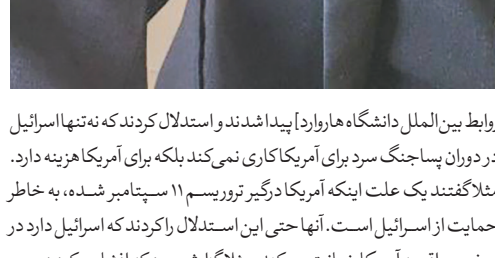 روابط بین‌الملل دانشگاه هاروارد] پیدا شدند و استدلال کردند که نه‌تنها اسرائیل
در دوران پساجنگ سرد برای آمریکا کاری نمی‌کند بلکه برای آمریکا هزینه دارد.
مثلا گفتند یک علت اینکه آمریکا درگیر تروریسم ۱۱ سپتامبر شده، به خاطر
حمایت از اسرائیل است. آنها حتی این استدلال را کردند که اسرائیل دارد در